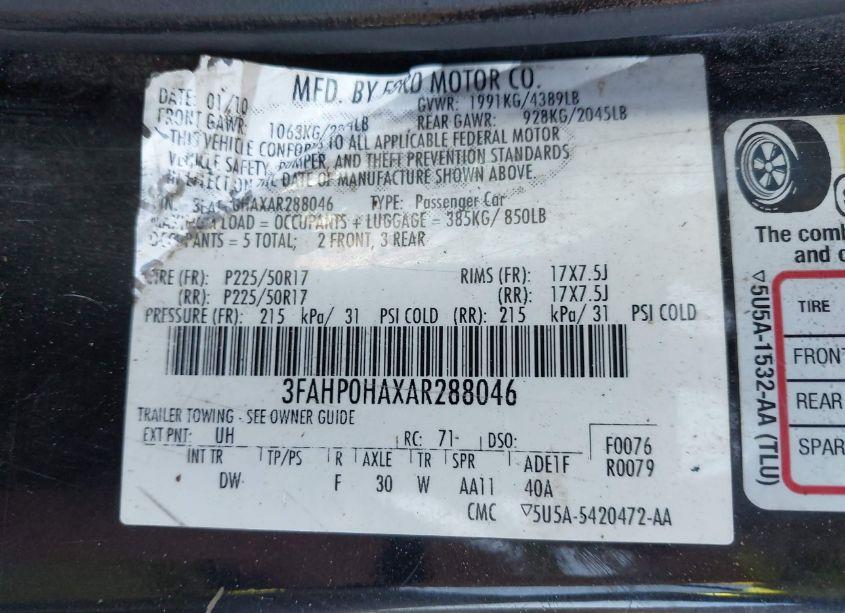 MFD. BY FORD MOTOR CO.
DATE: 01/10
GVWR: 1991KG/4389LB
FRONT GAWR: 1063KG/ LB
REAR GAWR: 928KG/2045LB
THIS VEHICLE CONFORMS TO ALL APPLICABLE FEDERAL MOTOR
VEHICLE SAFETY, BUMPER, AND THEFT PREVENTION STANDARDS
IN EFFECT ON THE DATE OF MANUFACTURE SHOWN ABOVE.
3FA HAXAR288046 TYPE: Passenger Car
MAXIMUM LOAD = OCCUPANTS + LUGGAGE = 385KG/ 850LB
OCCUPANTS = 5 TOTAL; 2 FRONT, 3 REAR
TIRE (FR): P225/50R17 RIMS (FR): 17X7.5J
(RR): P225/50R17 (RR): 17X7.5J
PRESSURE (FR): 215 kPa/ 31 PSI COLD (RR): 215 kPa/ 31 PSI COLD
3FAHP0HAXAR288046
TRAILER TOWING - SEE OWNER GUIDE
EXT PNT: UH RC: 71- DSO: F0076
R0079
INT TR TP/PS R AXLE TR SPR ADE1F
DW F 30 W AA11 40A
CMC ▽5U5A-5420472-AA
The comb
and c
▽5U5A-1532-AA (TLU)
TIRE
FRONT
REAR
SPAR